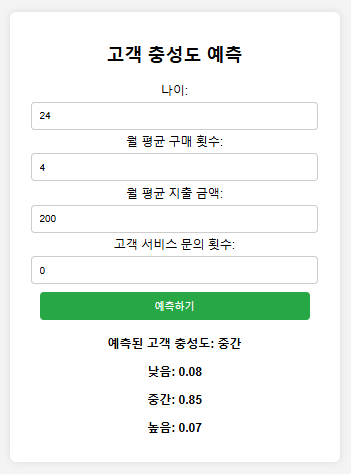 고객 충성도 예측
나이:
24
월 평균 구매 횟수:
4
월 평균 지출 금액:
200
고객 서비스 문의 횟수:
0
예측하기
예측된 고객 충성도: 중간
낮음: 0.08
중간: 0.85
높음: 0.07